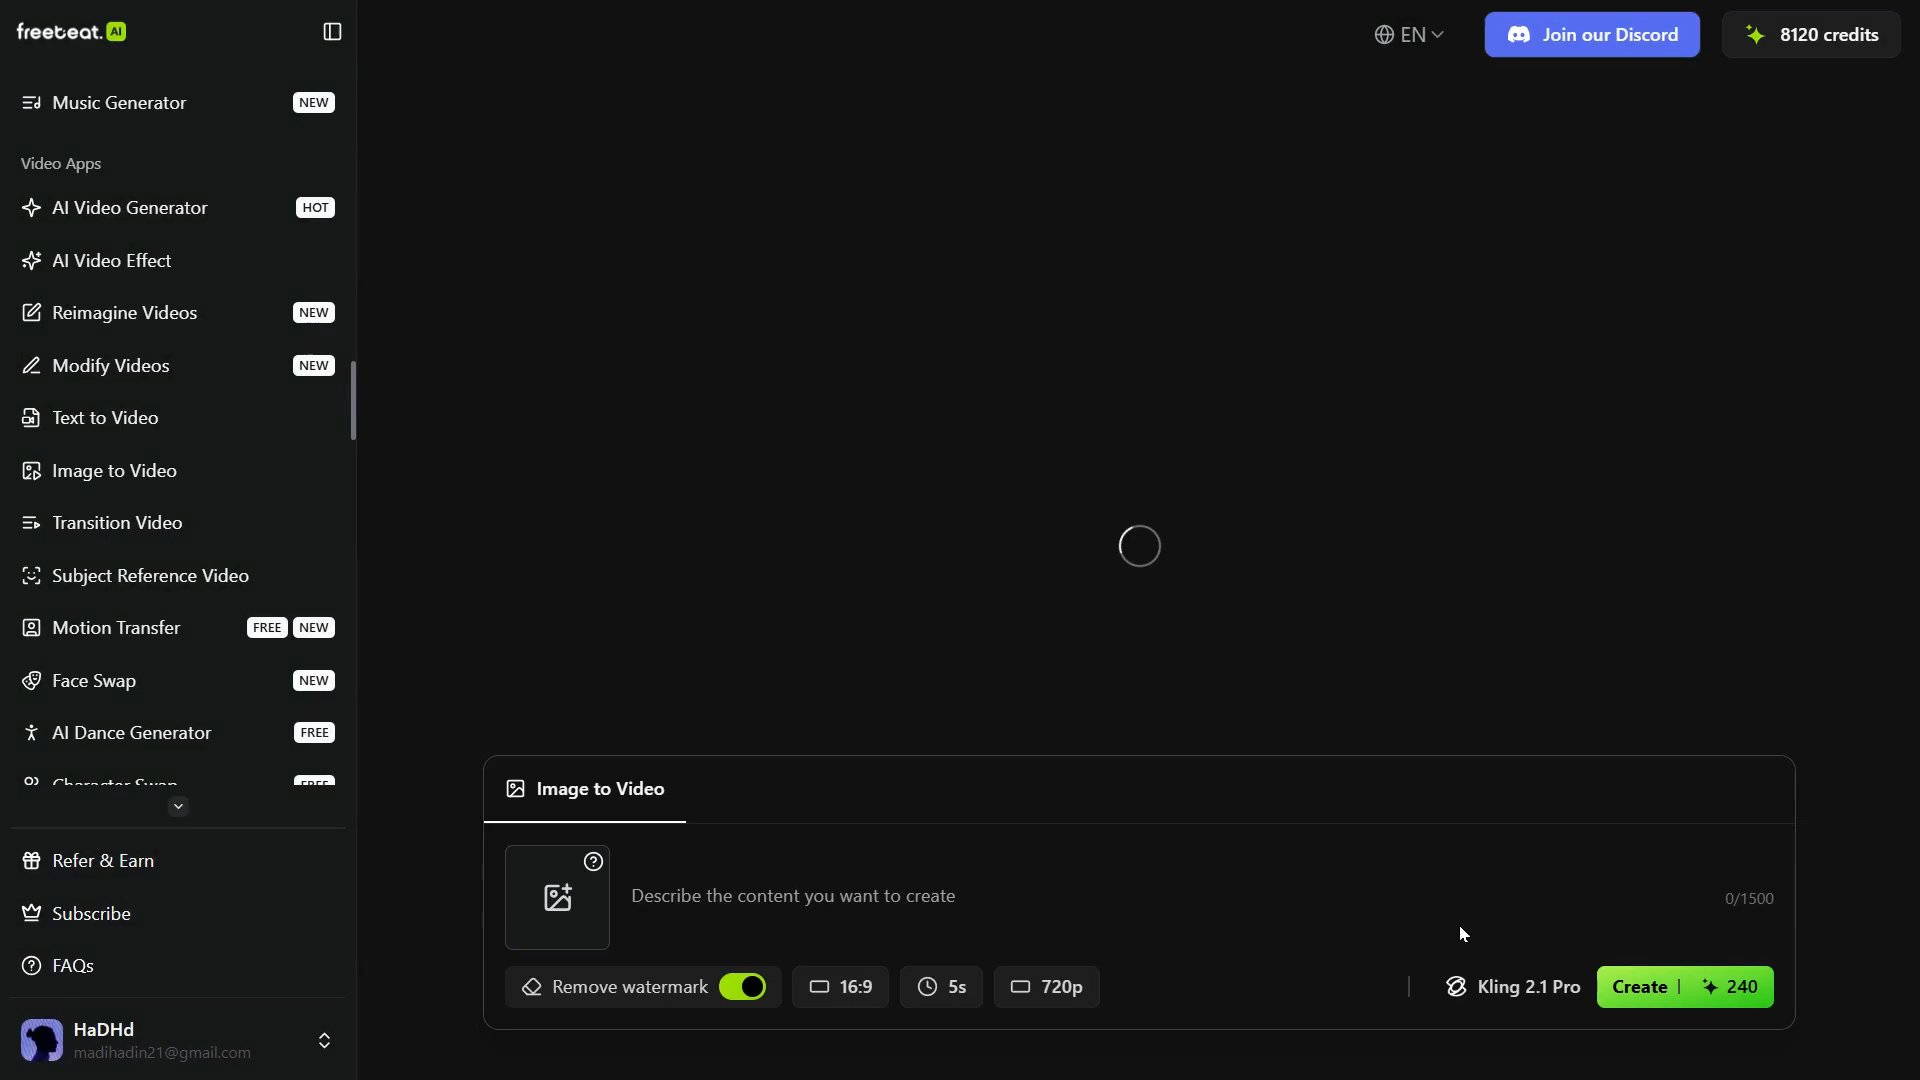 freebeat. AI
EN
Join our Discord
8120 credits
Music Generator NEW
Video Apps
AI Video Generator HOT
AI Video Effect
Reimagine Videos NEW
Modify Videos NEW
Text to Video
Image to Video
Transition Video
Subject Reference Video
Motion Transfer FREE NEW
Face Swap NEW
AI Dance Generator FREE
Character Swap FREE
Refer & Earn
Subscribe
FAQs
HaDHd
madihadin21@gmail.com
Image to Video
Describe the content you want to create
0/1500
Remove watermark 16:9 5s 720p Kling 2.1 Pro Create | 240